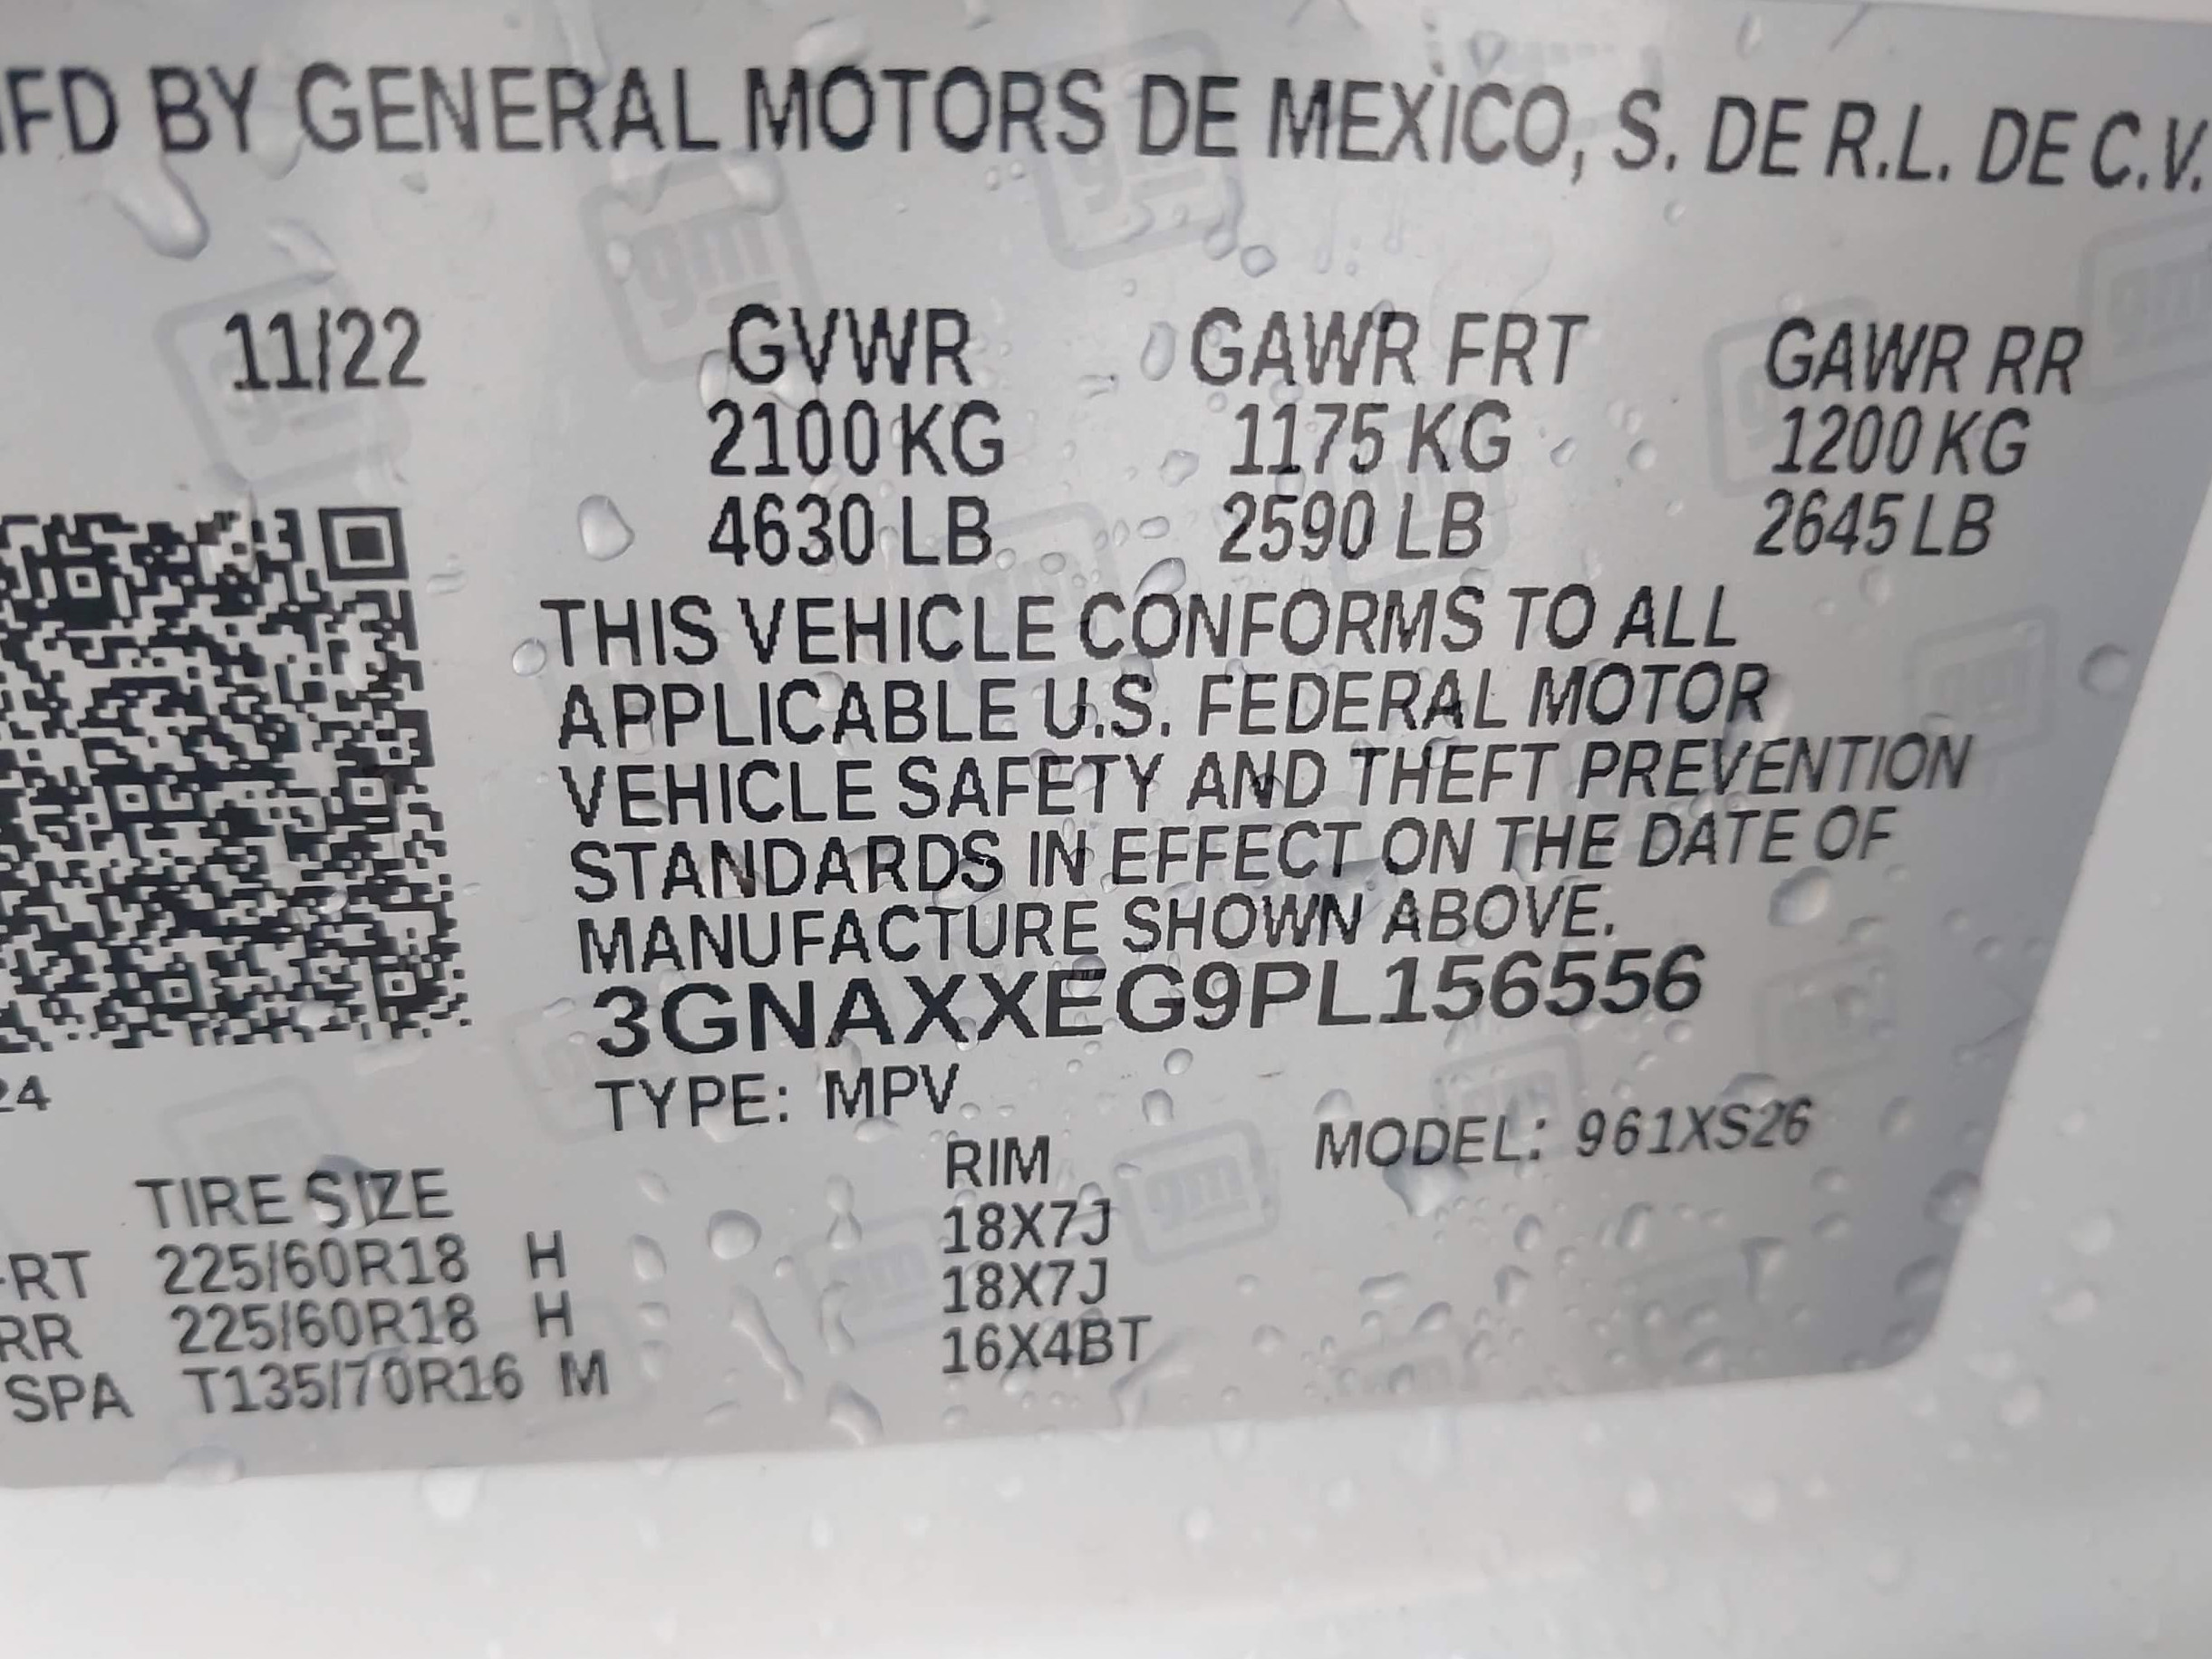 MFD BY GENERAL MOTORS DE MEXICO, S. DE R.L. DE C.V.
11/22 GVWR GAWR FRT GAWR RR
2100 KG 1175 KG 1200 KG
4630 LB 2590 LB 2645 LB
THIS VEHICLE CONFORMS TO ALL
APPLICABLE U.S. FEDERAL MOTOR
VEHICLE SAFETY AND THEFT PREVENTION
STANDARDS IN EFFECT ON THE DATE OF
MANUFACTURE SHOWN ABOVE.
3GNAXXEG9PL156556
24
TYPE: MPV MODEL: 961XS26
TIRE SIZE RIM
FRT 225/60R18 H 18X7J
RR 225/60R18 H 18X7J
SPA T135/70R16 M 16X4BT